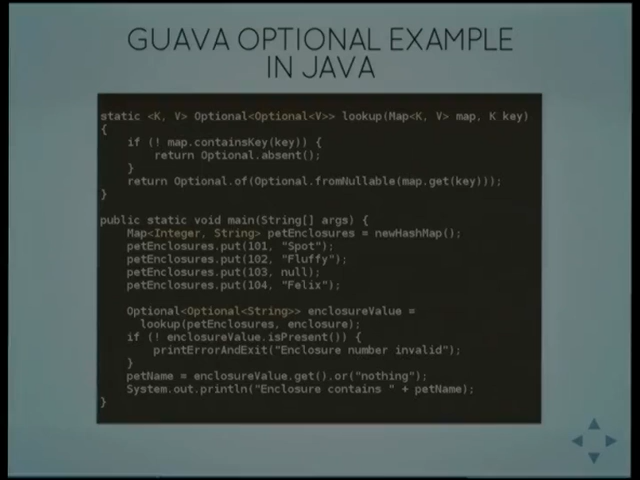 GUAVA OPTIONAL EXAMPLE
IN JAVA
static <K, V> Optional<Optional<V>> lookup(Map<K, V> map, K key)
{
    if (! map.containsKey(key)) {
        return Optional.absent();
    }
    return Optional.of(Optional.fromNullable(map.get(key)));
}
public static void main(String[] args) {
    Map<Integer, String> petEnclosures = newHashMap();
    petEnclosures.put(101, "Spot");
    petEnclosures.put(102, "Fluffy");
    petEnclosures.put(103, null);
    petEnclosures.put(104, "Felix");
    Optional<Optional<String>> enclosureValue =
      lookup(petEnclosures, enclosure);
    if (! enclosureValue.isPresent()) {
        printErrorAndExit("Enclosure number invalid");
    }
    petName = enclosureValue.get().or("nothing");
    System.out.println("Enclosure contains " + petName);
}